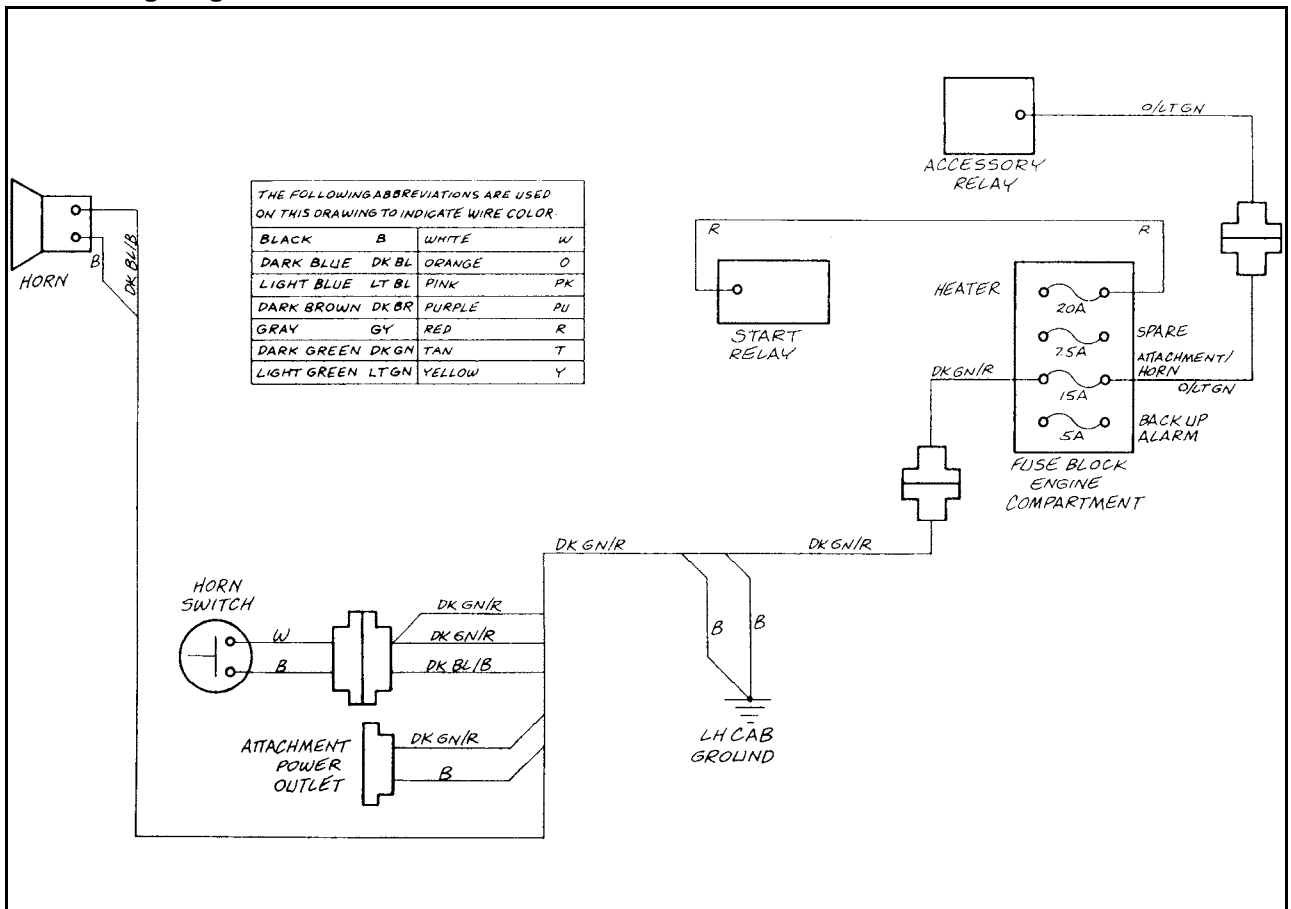 O/LT GN
ACCESSORY
RELAY
THE FOLLOWING ABBREVIATIONS ARE USED
ON THIS DRAWING TO INDICATE WIRE COLOR.
BLACK B WHITE W
DARK BLUE DK BL ORANGE O
LIGHT BLUE LT BL PINK PK
DARK BROWN DK BR PURPLE PU
GRAY GY RED R
DARK GREEN DK GN TAN T
LIGHT GREEN LT GN YELLOW Y
B
DK BL/B
HORN
R
R
START
RELAY
HEATER
20A
SPARE
7.5A
ATTACHMENT/
HORN
O/LT GN
15A
BACK UP
ALARM
5A
FUSE BLOCK
ENGINE
COMPARTMENT
DK GN/R
DK GN/R
DK GN/R
B
B
LH CAB
GROUND
HORN
SWITCH
W
B
DK GN/R
DK GN/R
DK BL/B
ATTACHMENT
POWER
OUTLET
DK GN/R
B